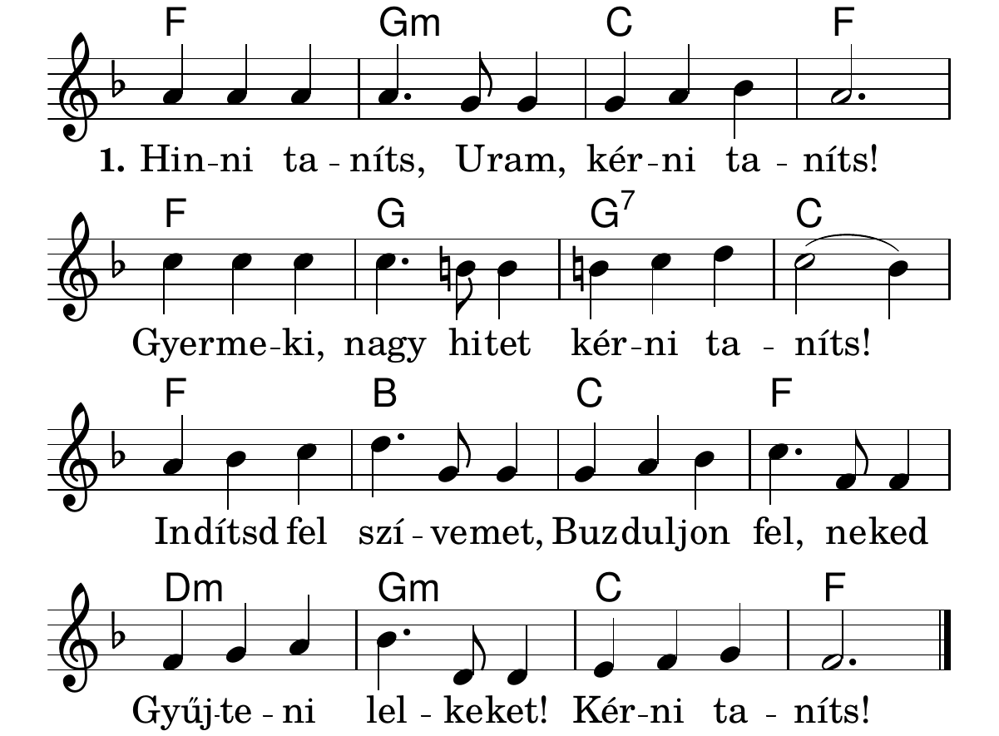 F Gm C F
1. Hin-ni ta-níts, Uram, kér-ni ta-níts!
F G G7 C
Gyerme-ki, nagy hitet kér-ni ta-níts!
F B C F
Indítsd fel szí-vemet, Buzduljon fel, neked
Dm Gm C F
Gyűj-te-ni lel-keket! Kér-ni ta-níts!